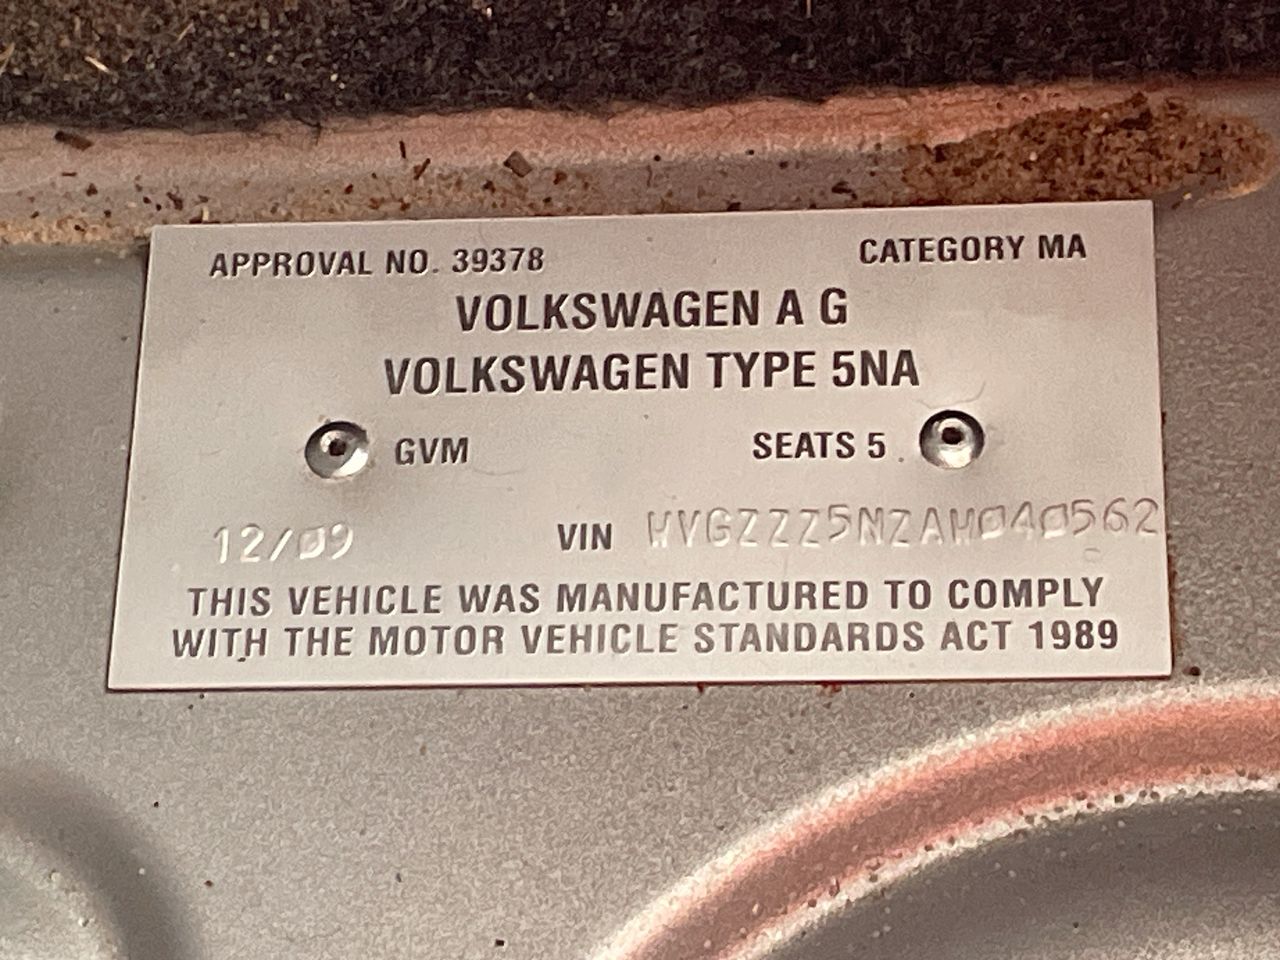 APPROVAL NO. 39378 CATEGORY MA
VOLKSWAGEN A G
VOLKSWAGEN TYPE 5NA
GVM SEATS 5
12/09 VIN WVGZZZ5NZAW040562
THIS VEHICLE WAS MANUFACTURED TO COMPLY
WITH THE MOTOR VEHICLE STANDARDS ACT 1989